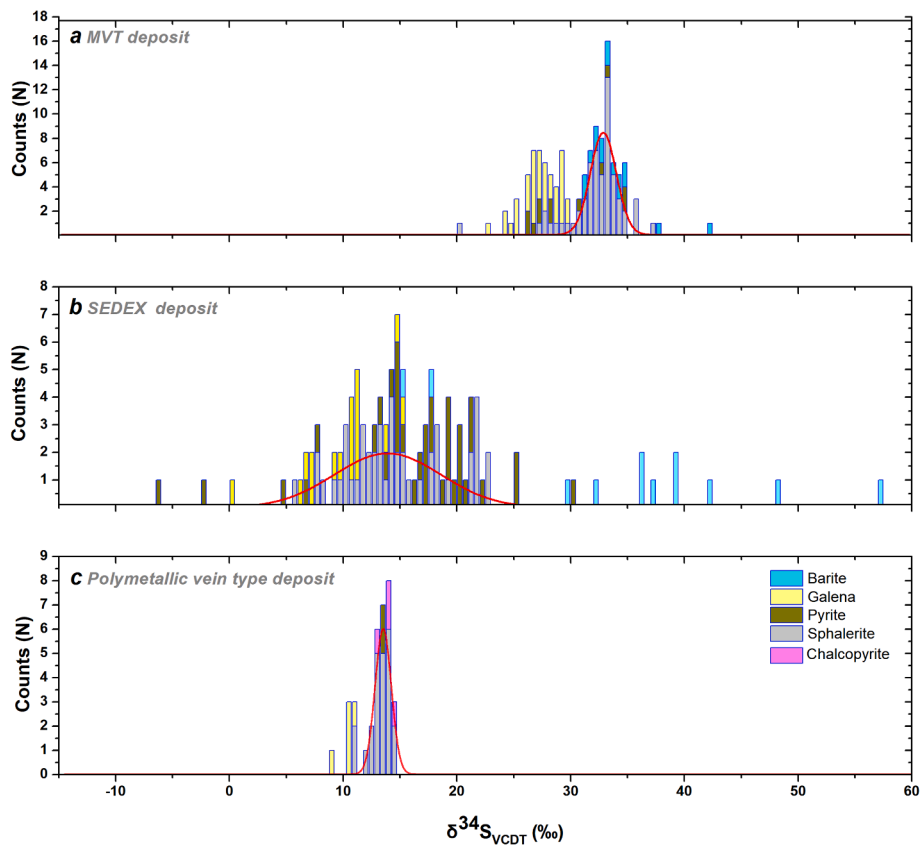 a MVT deposit
Counts (N)
18
16
14
12
10
8
6
4
2
b SEDEX deposit
Counts (N)
8
7
6
5
4
3
2
1
c Polymetallic vein type deposit
Counts (N)
9
8
7
6
5
4
3
2
1
0
Barite
Galena
Pyrite
Sphalerite
Chalcopyrite
-10 0 10 20 30 40 50 60
δ³⁴S_VCDT (‰)